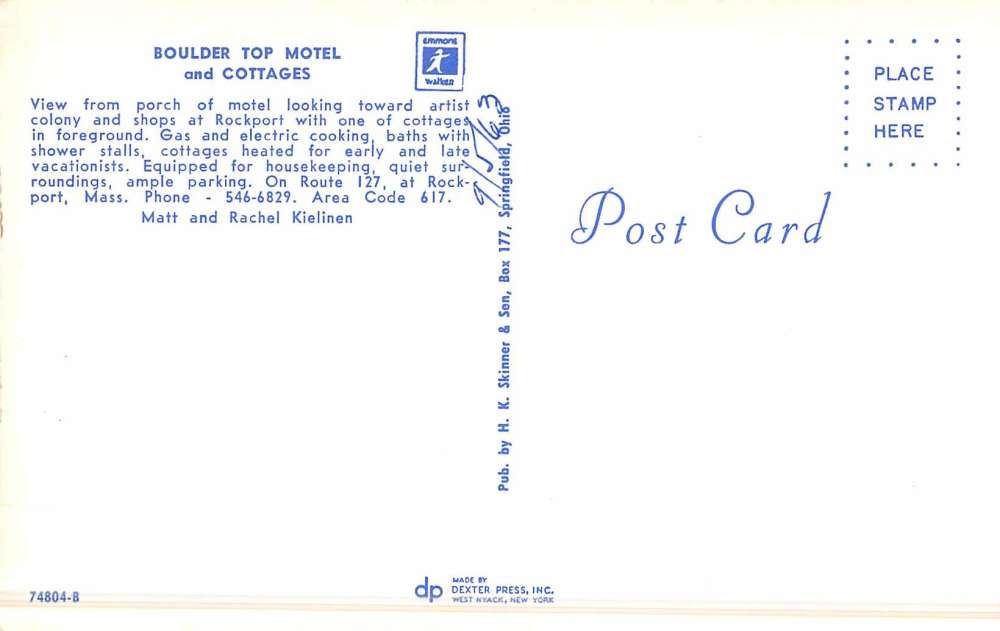 BOULDER TOP MOTEL
and COTTAGES
emmons
walker
View from porch of motel looking toward artist
colony and shops at Rockport with one of cottages
in foreground. Gas and electric cooking, baths with
shower stalls, cottages heated for early and late
vacationists. Equipped for housekeeping, quiet sur-
roundings, ample parking. On Route 127, at Rock-
port, Mass. Phone - 546-6829. Area Code 617.
Matt and Rachel Kielinen
9/5/63
Pub. by H. K. Skinner & Son, Box 177, Springfield, Ohio
PLACE
STAMP
HERE
Post Card
74804-B
dp
MADE BY
DEXTER PRESS, INC.
WEST NYACK, NEW YORK